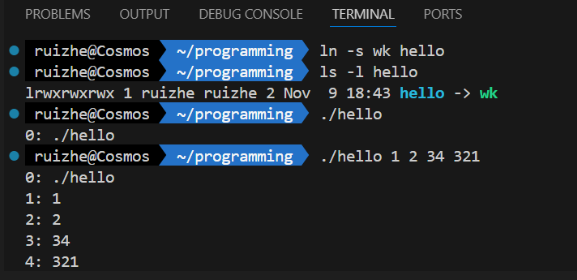 PROBLEMS OUTPUT DEBUG CONSOLE TERMINAL PORTS
ruizhe@Cosmos ~/programming ln -s wk hello
ruizhe@Cosmos ~/programming ls -l hello
lrwxrwxrwx 1 ruizhe ruizhe 2 Nov  9 18:43 hello -> wk
ruizhe@Cosmos ~/programming ./hello
0: ./hello
ruizhe@Cosmos ~/programming ./hello 1 2 34 321
0: ./hello
1: 1
2: 2
3: 34
4: 321